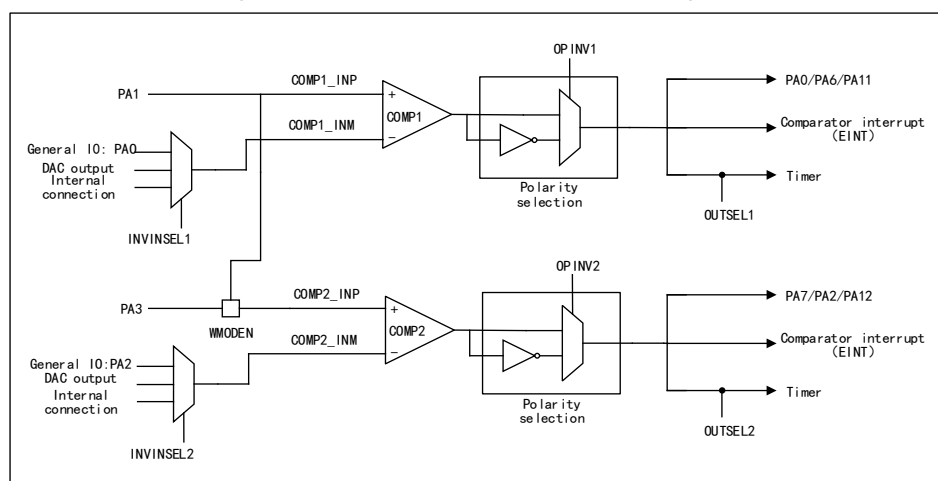 OPINV1
PA1
COMP1_INP
COMP1_INM
COMP1
+
−
General IO: PA0
DAC output
Internal
connection
INVINSEL1
Polarity
selection
PA0/PA6/PA11
Comparator interrupt
(EINT)
Timer
OUTSEL1
OPINV2
PA3
WMODEN
COMP2_INP
COMP2_INM
COMP2
+
−
General IO:PA2
DAC output
Internal
connection
INVINSEL2
Polarity
selection
PA7/PA2/PA12
Comparator interrupt
(EINT)
Timer
OUTSEL2